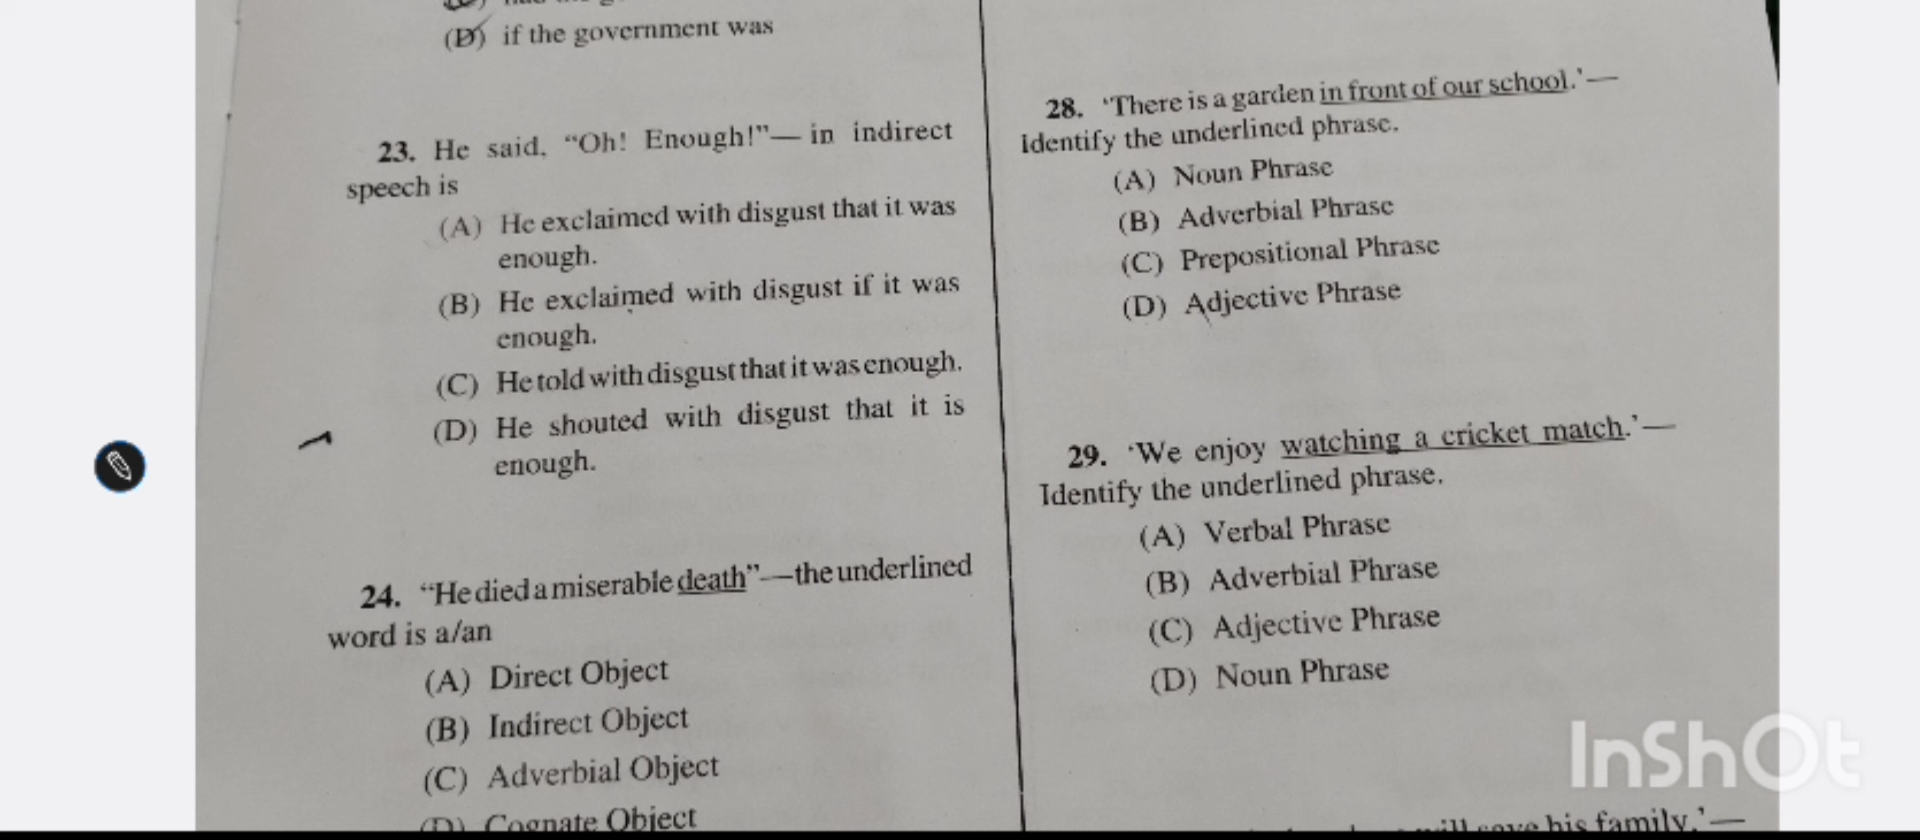 (D) if the government was
23. He said, “Oh! Enough!”— in indirect
speech is
(A) He exclaimed with disgust that it was
enough.
(B) He exclaimed with disgust if it was
enough.
(C) He told with disgust that it was enough.
(D) He shouted with disgust that it is
enough.
24. “He died a miserable death”—the underlined
word is a/an
(A) Direct Object
(B) Indirect Object
(C) Adverbial Object
(D) Cognate Object
28. ‘There is a garden in front of our school.’—
Identify the underlined phrase.
(A) Noun Phrase
(B) Adverbial Phrase
(C) Prepositional Phrase
(D) Adjective Phrase
29. ‘We enjoy watching a cricket match.’—
Identify the underlined phrase.
(A) Verbal Phrase
(B) Adverbial Phrase
(C) Adjective Phrase
(D) Noun Phrase
his family.’—
InShOt